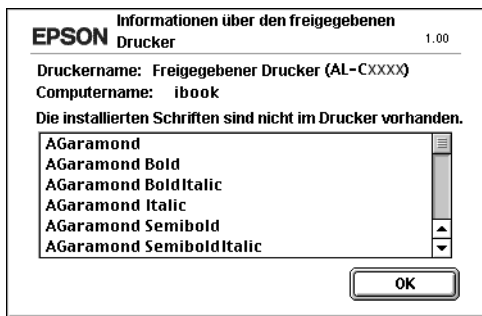 EPSON Informationen über den freigegebenen Drucker 1.00
Druckername: Freigegebener Drucker (AL-CXXXX)
Computername: ibook
Die installierten Schriften sind nicht im Drucker vorhanden.
AGaramond
AGaramond Bold
AGaramond BoldItalic
AGaramond Italic
AGaramond Semibold
AGaramond SemiboldItalic
OK